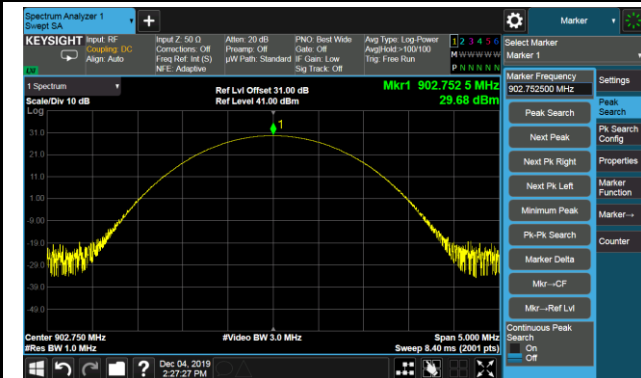 Spectrum Analyzer 1
Swept SA
+
Marker
KEYSIGHT
Input: RF
Coupling: DC
Align: Auto
Input Z: 50 Ω
Corrections: Off
Freq Ref: Int (S)
NFE: Adaptive
Atten: 20 dB
Preamp: Off
µW Path: Standard
PNO: Best Wide
Gate: Off
IF Gain: Low
Sig Track: Off
Avg Type: Log-Power
Avg|Hold:>100/100
Trig: Free Run
1 2 3 4 5 6
M W W W W W
P N N N N N
LV
Select Marker
Marker 1
1 Spectrum
Scale/Div 10 dB
Ref Lvl Offset 31.00 dB
Ref Level 41.00 dBm
Mkr1 902.752 5 MHz
29.68 dBm
Log
31.0
21.0
11.0
1.00
-9.00
-19.0
-29.0
-39.0
-49.0
1
Center 902.750 MHz
#Res BW 1.0 MHz
#Video BW 3.0 MHz
Span 5.000 MHz
Sweep 8.40 ms (2001 pts)
Marker Frequency
902.752500 MHz
Peak Search
Next Peak
Next Pk Right
Next Pk Left
Minimum Peak
Pk-Pk Search
Marker Delta
Mkr→CF
Mkr→Ref Lvl
Continuous Peak
Search
On
Off
Settings
Peak
Search
Pk Search
Config
Properties
Marker
Function
Marker→
Counter
?
Dec 04, 2019
2:27:27 PM